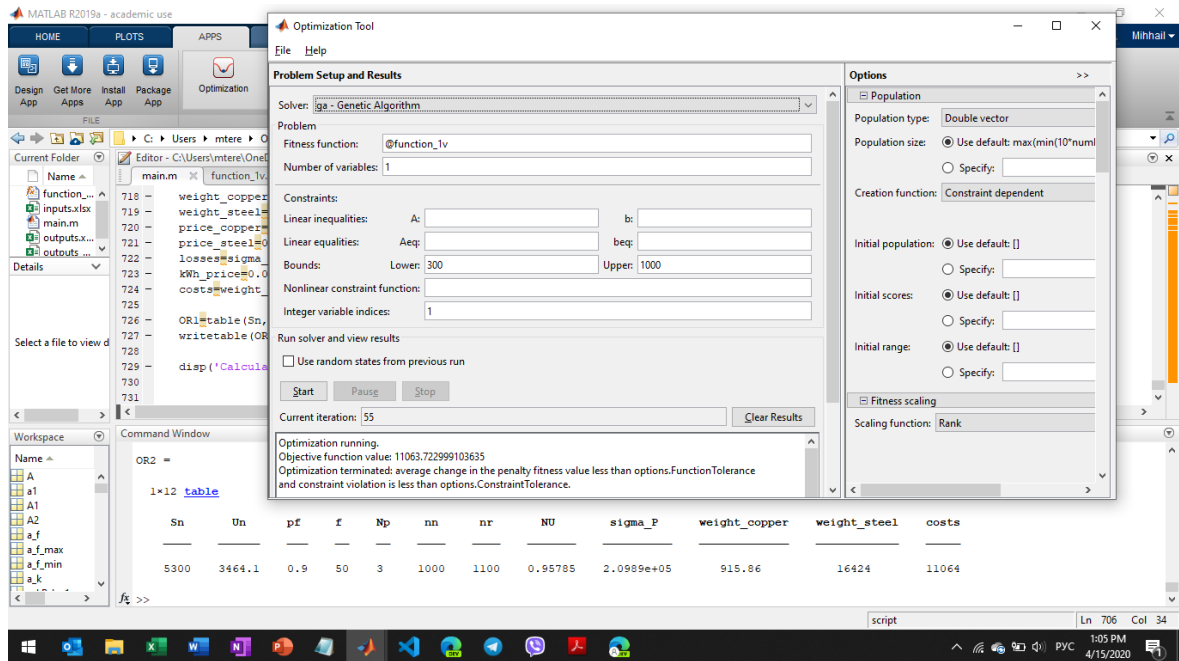 MATLAB R2019a - academic use
HOME
PLOTS
APPS
Mihhail
Design App
Get More Apps
Install App
Package App
Optimization
FILE
C: Users mtere O
Current Folder
Name
function_...
inputs.xlsx
main.m
outputs.x...
outputs ...
Details
Select a file to view d
Editor - C:\Users\mtere\OneD
main.m
function_1v.
718 - weight_copper
719 - weight_steel=
720 - price_copper=
721 - price_steel=0
722 - losses=sigma_
723 - kWh_price=0.0
724 - costs=weight_
725
726 - OR1=table(Sn,
727 - writetable(OR
728
729 - disp('Calcula
730
731
Optimization Tool
File Help
Problem Setup and Results
Solver: ga - Genetic Algorithm
Problem
Fitness function: @function_1v
Number of variables: 1
Constraints:
Linear inequalities: A: b:
Linear equalities: Aeq: beq:
Bounds: Lower: 300 Upper: 1000
Nonlinear constraint function:
Integer variable indices: 1
Run solver and view results
Use random states from previous run
Start Pause Stop
Current iteration: 55 Clear Results
Optimization running.
Objective function value: 11063.722999103635
Optimization terminated: average change in the penalty fitness value less than options.FunctionTolerance
and constraint violation is less than options.ConstraintTolerance.
Options >>
Population
Population type: Double vector
Population size: Use default: max(min(10*numl
Specify:
Creation function: Constraint dependent
Initial population: Use default: []
Specify:
Initial scores: Use default: []
Specify:
Initial range: Use default: []
Specify:
Fitness scaling
Scaling function: Rank
Workspace
Name
A
a1
A1
A2
a_f
a_f_max
a_f_min
a_k
Command Window
OR2 =
1×12 table
Sn Un pf f Np nn nr NU sigma_P weight_copper weight_steel costs
5300 3464.1 0.9 50 3 1000 1100 0.95785 2.0989e+05 915.86 16424 11064
fx >>
script
Ln 706 Col 34
РУС
1:05 PM
4/15/2020